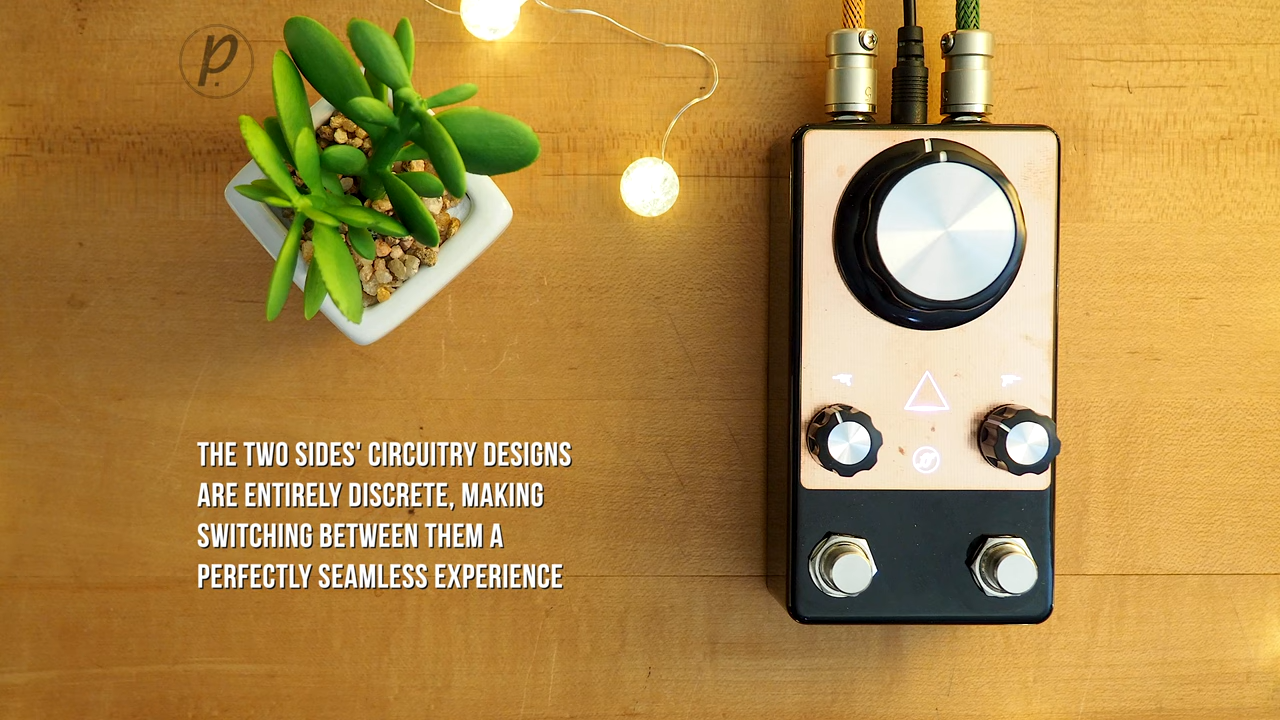 p.
THE TWO SIDES' CIRCUITRY DESIGNS
ARE ENTIRELY DISCRETE, MAKING
SWITCHING BETWEEN THEM A
PERFECTLY SEAMLESS EXPERIENCE